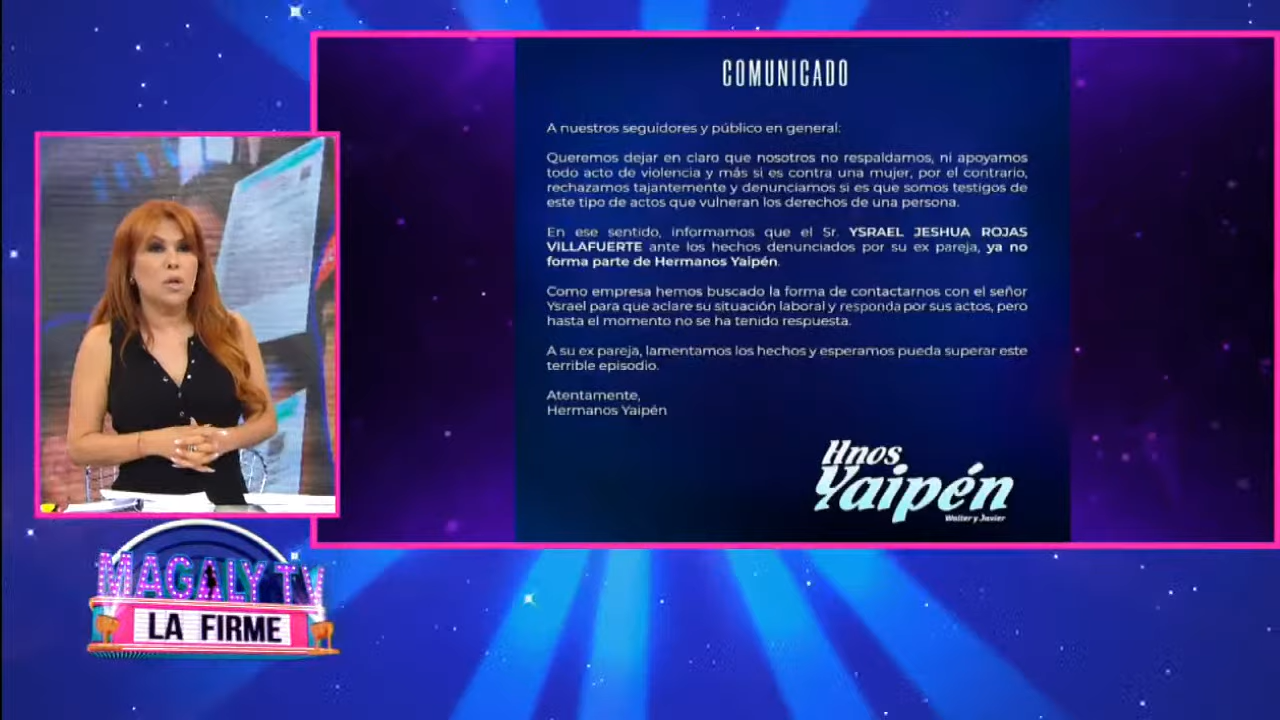 COMUNICADO
A nuestros seguidores y público en general:
Queremos dejar en claro que nosotros no respaldamos, ni apoyamos
todo acto de violencia y más si es contra una mujer, por el contrario,
rechazamos tajantemente y denunciamos si es que somos testigos de
este tipo de actos que vulneran los derechos de una persona.
En ese sentido, informamos que el Sr. YSRAEL JESHUA ROJAS
VILLAFUERTE ante los hechos denunciados por su ex pareja, ya no
forma parte de Hermanos Yaipén.
Como empresa hemos buscado la forma de contactarnos con el señor
Ysrael para que aclare su situación laboral y responda por sus actos, pero
hasta el momento no se ha tenido respuesta.
A su ex pareja, lamentamos los hechos y esperamos pueda superar este
terrible episodio.
Atentamente,
Hermanos Yaipén
Hnos
Yaipén
Walter y Javier
MAGALY TV
LA FIRME